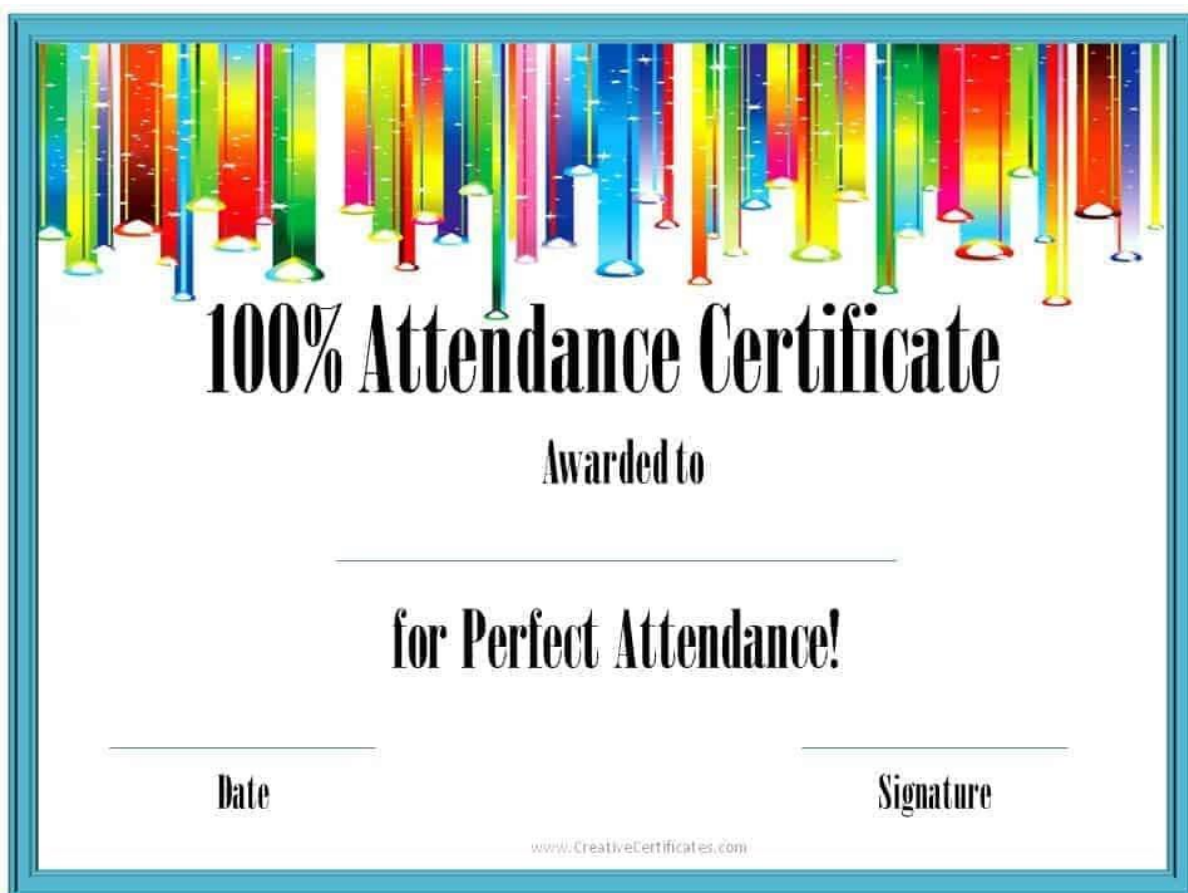 100% Attendance Certificate
Awarded to
for Perfect Attendance!
Date
Signature
www.CreativeCertificates.com